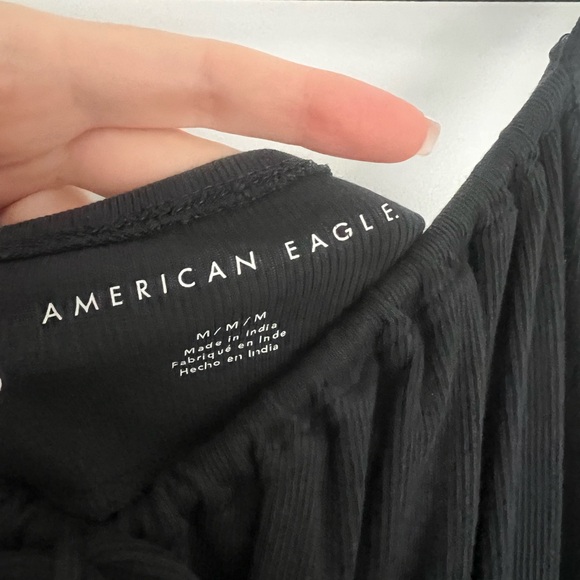 AMERICAN EAGLE.
M/M/M
Made in India
Fabriqué en Inde
Hecho en India